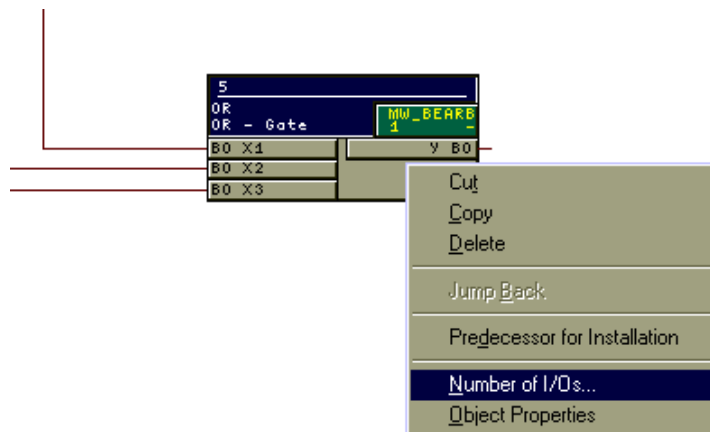 5
OR
OR - Gate
MW_BEARB
1 -
BO X1
Y BO
BO X2
BO X3
Cut
Copy
Delete
Jump Back
Predecessor for Installation
Number of I/Os...
Object Properties